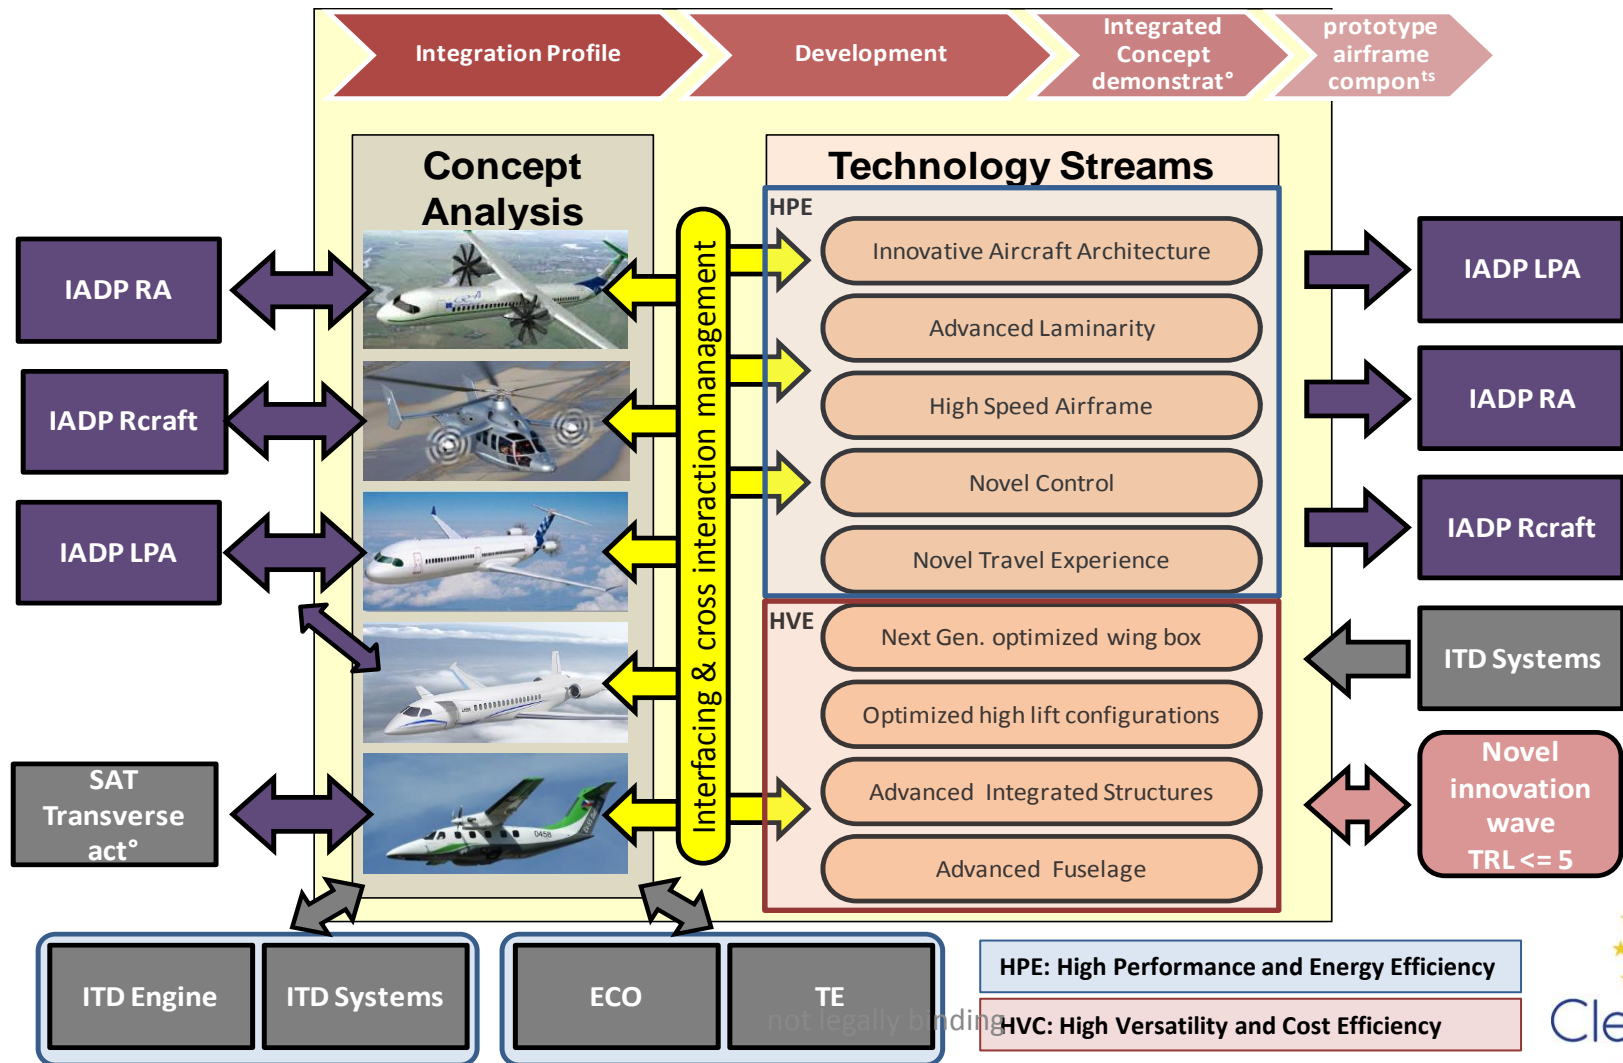 Integration Profile
Development
Integrated
Concept
demonstrat°
prototype
airframe
compon^ts
Concept
Analysis
Technology Streams
IADP RA
IADP Rcraft
IADP LPA
SAT
Transverse
act°
Interfacing & cross interaction management
HPE
Innovative Aircraft Architecture
Advanced Laminarity
High Speed Airframe
Novel Control
Novel Travel Experience
HVE
Next Gen. optimized wing box
Optimized high lift configurations
Advanced Integrated Structures
Advanced Fuselage
IADP LPA
IADP RA
IADP Rcraft
ITD Systems
Novel
innovation
wave
TRL <= 5
ITD Engine
ITD Systems
ECO
TE
HPE: High Performance and Energy Efficiency
HVC: High Versatility and Cost Efficiency
not legally binding
Cle